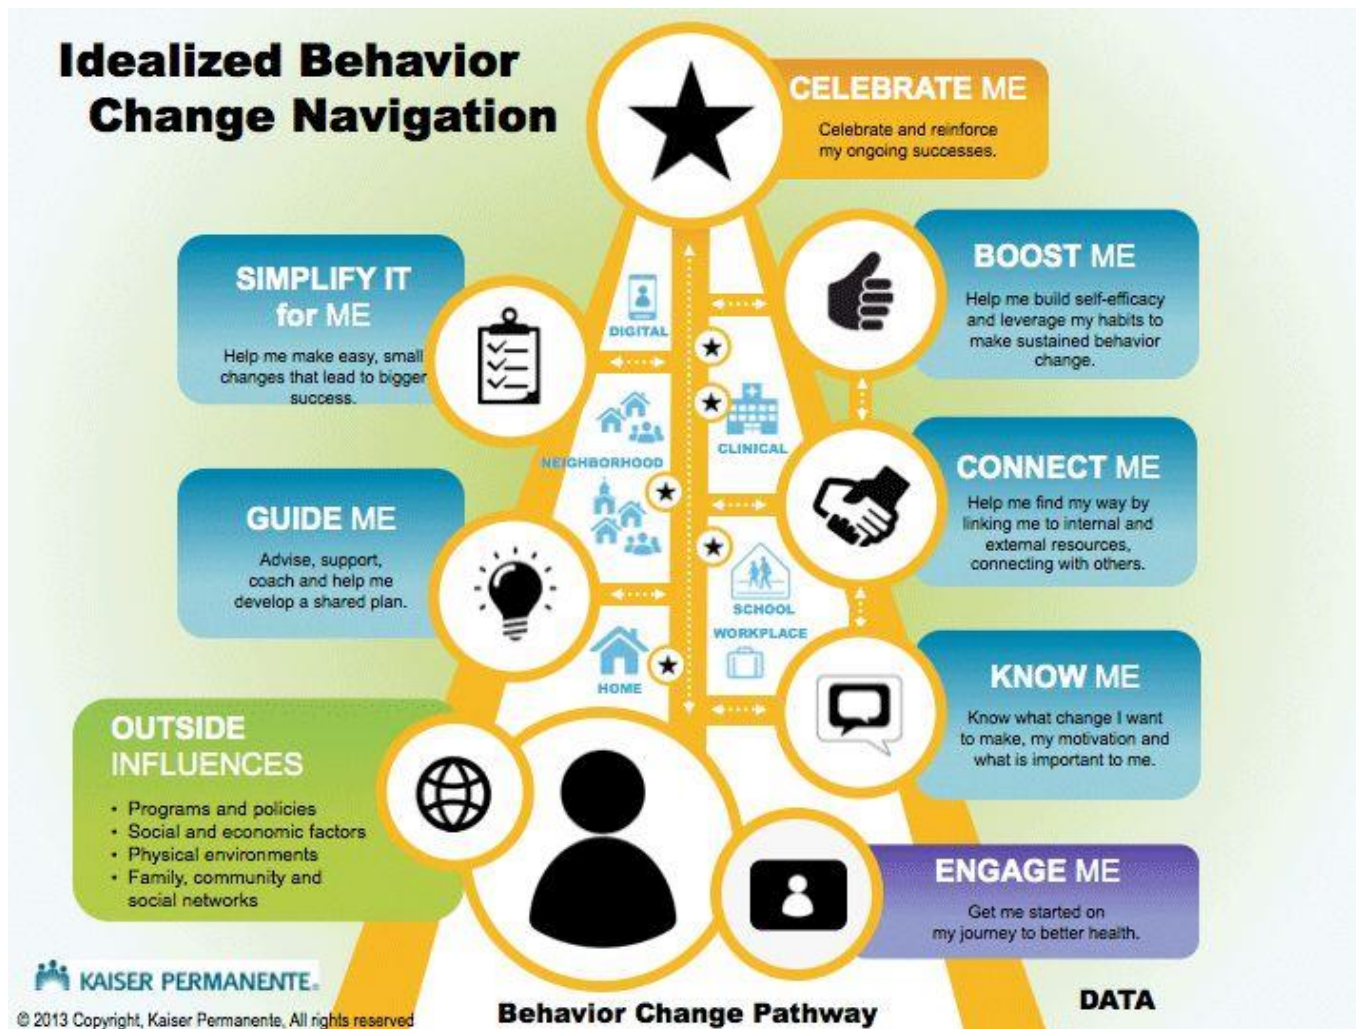 Idealized Behavior
Change Navigation
CELEBRATE ME
Celebrate and reinforce
my ongoing successes.
SIMPLIFY IT
for ME
Help me make easy, small
changes that lead to bigger
success.
BOOST ME
Help me build self-efficacy
and leverage my habits to
make sustained behavior
change.
DIGITAL
NEIGHBORHOOD
CLINICAL
GUIDE ME
Advise, support,
coach and help me
develop a shared plan.
CONNECT ME
Help me find my way by
linking me to internal and
external resources,
connecting with others.
SCHOOL
WORKPLACE
HOME
KNOW ME
Know what change I want
to make, my motivation and
what is important to me.
OUTSIDE
INFLUENCES
• Programs and policies
• Social and economic factors
• Physical environments
• Family, community and
social networks
ENGAGE ME
Get me started on
my journey to better health.
KAISER PERMANENTE®
© 2013 Copyright, Kaiser Permanente, All rights reserved
Behavior Change Pathway
DATA